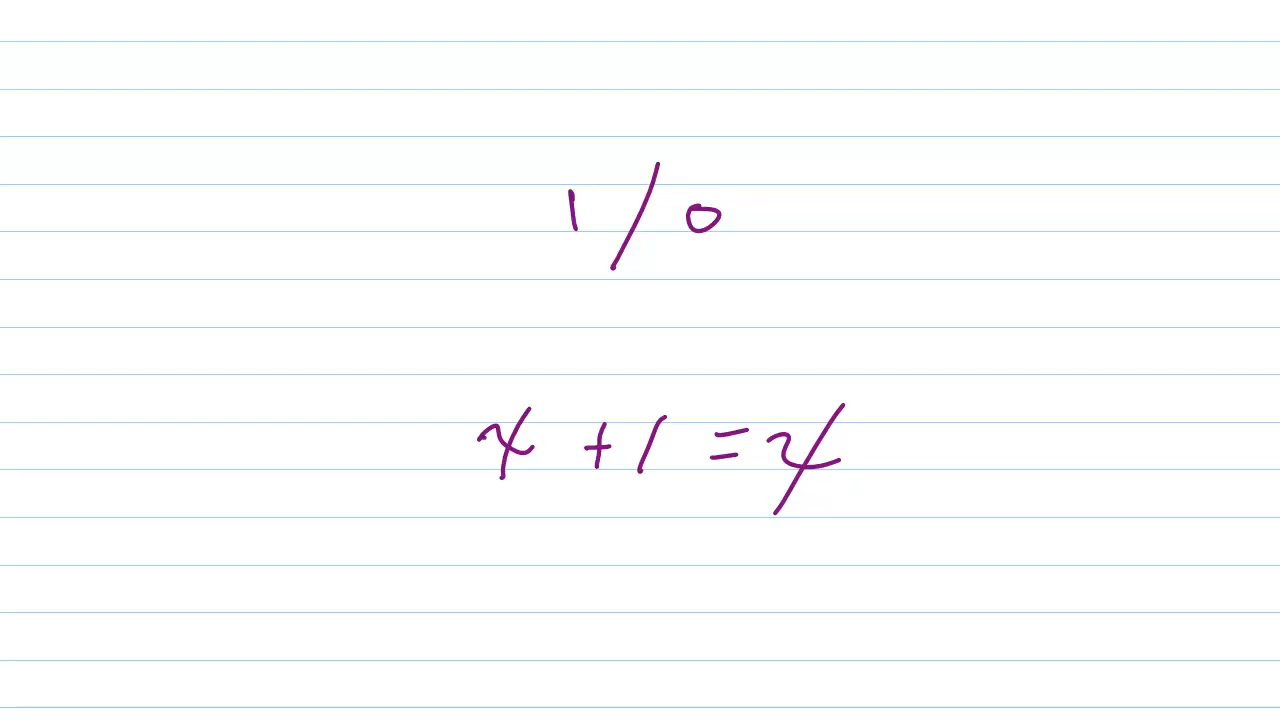 1/0
x + 1 = x